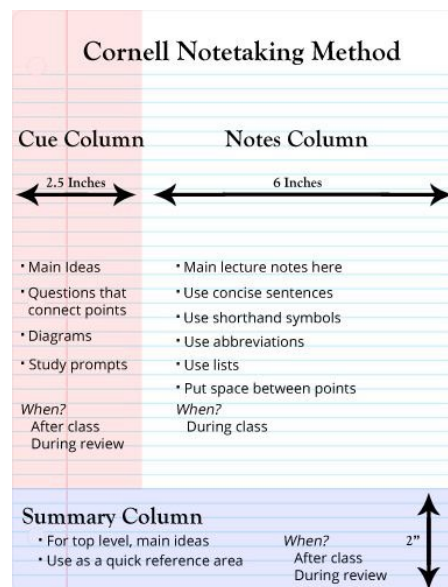 Cornell Notetaking Method
Cue Column
2.5 Inches
• Main Ideas
• Questions that
connect points
• Diagrams
• Study prompts
When?
After class
During review
Notes Column
6 Inches
• Main lecture notes here
• Use concise sentences
• Use shorthand symbols
• Use abbreviations
• Use lists
• Put space between points
When?
During class
Summary Column
• For top level, main ideas
• Use as a quick reference area
When?
After class
During review
2”